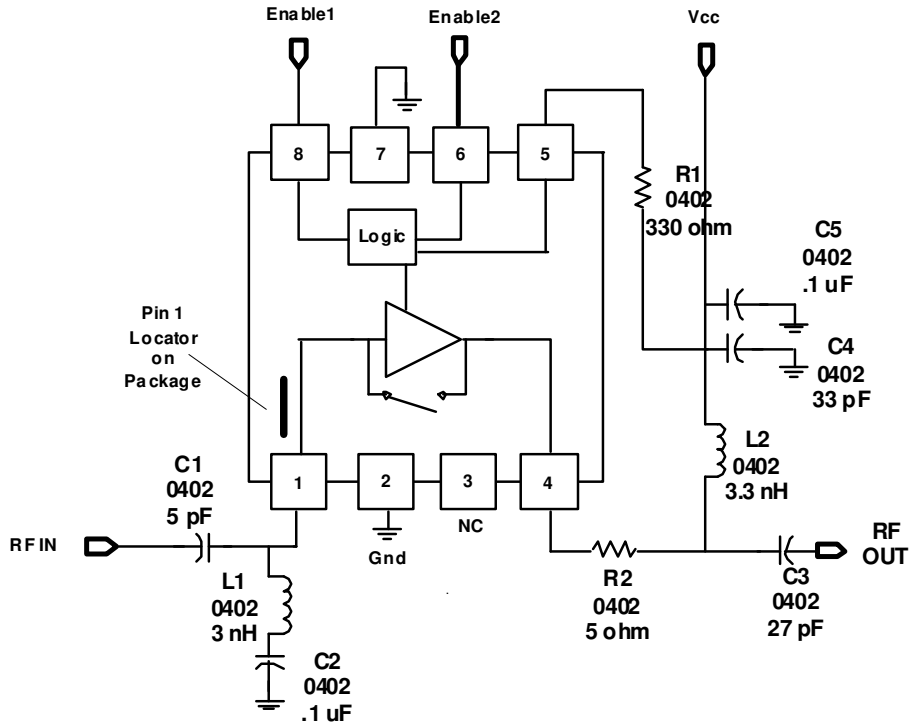 Enable1
Enable2
Vcc
8
7
6
5
R1
0402
330 ohm
Logic
C5
0402
.1 uF
Pin 1
Locator
on
Package
C4
0402
33 pF
L2
0402
3.3 nH
C1
0402
5 pF
1
2
3
4
NC
Gnd
RF IN
RF
OUT
L1
0402
3 nH
R2
0402
5 ohm
C3
0402
27 pF
C2
0402
.1 uF